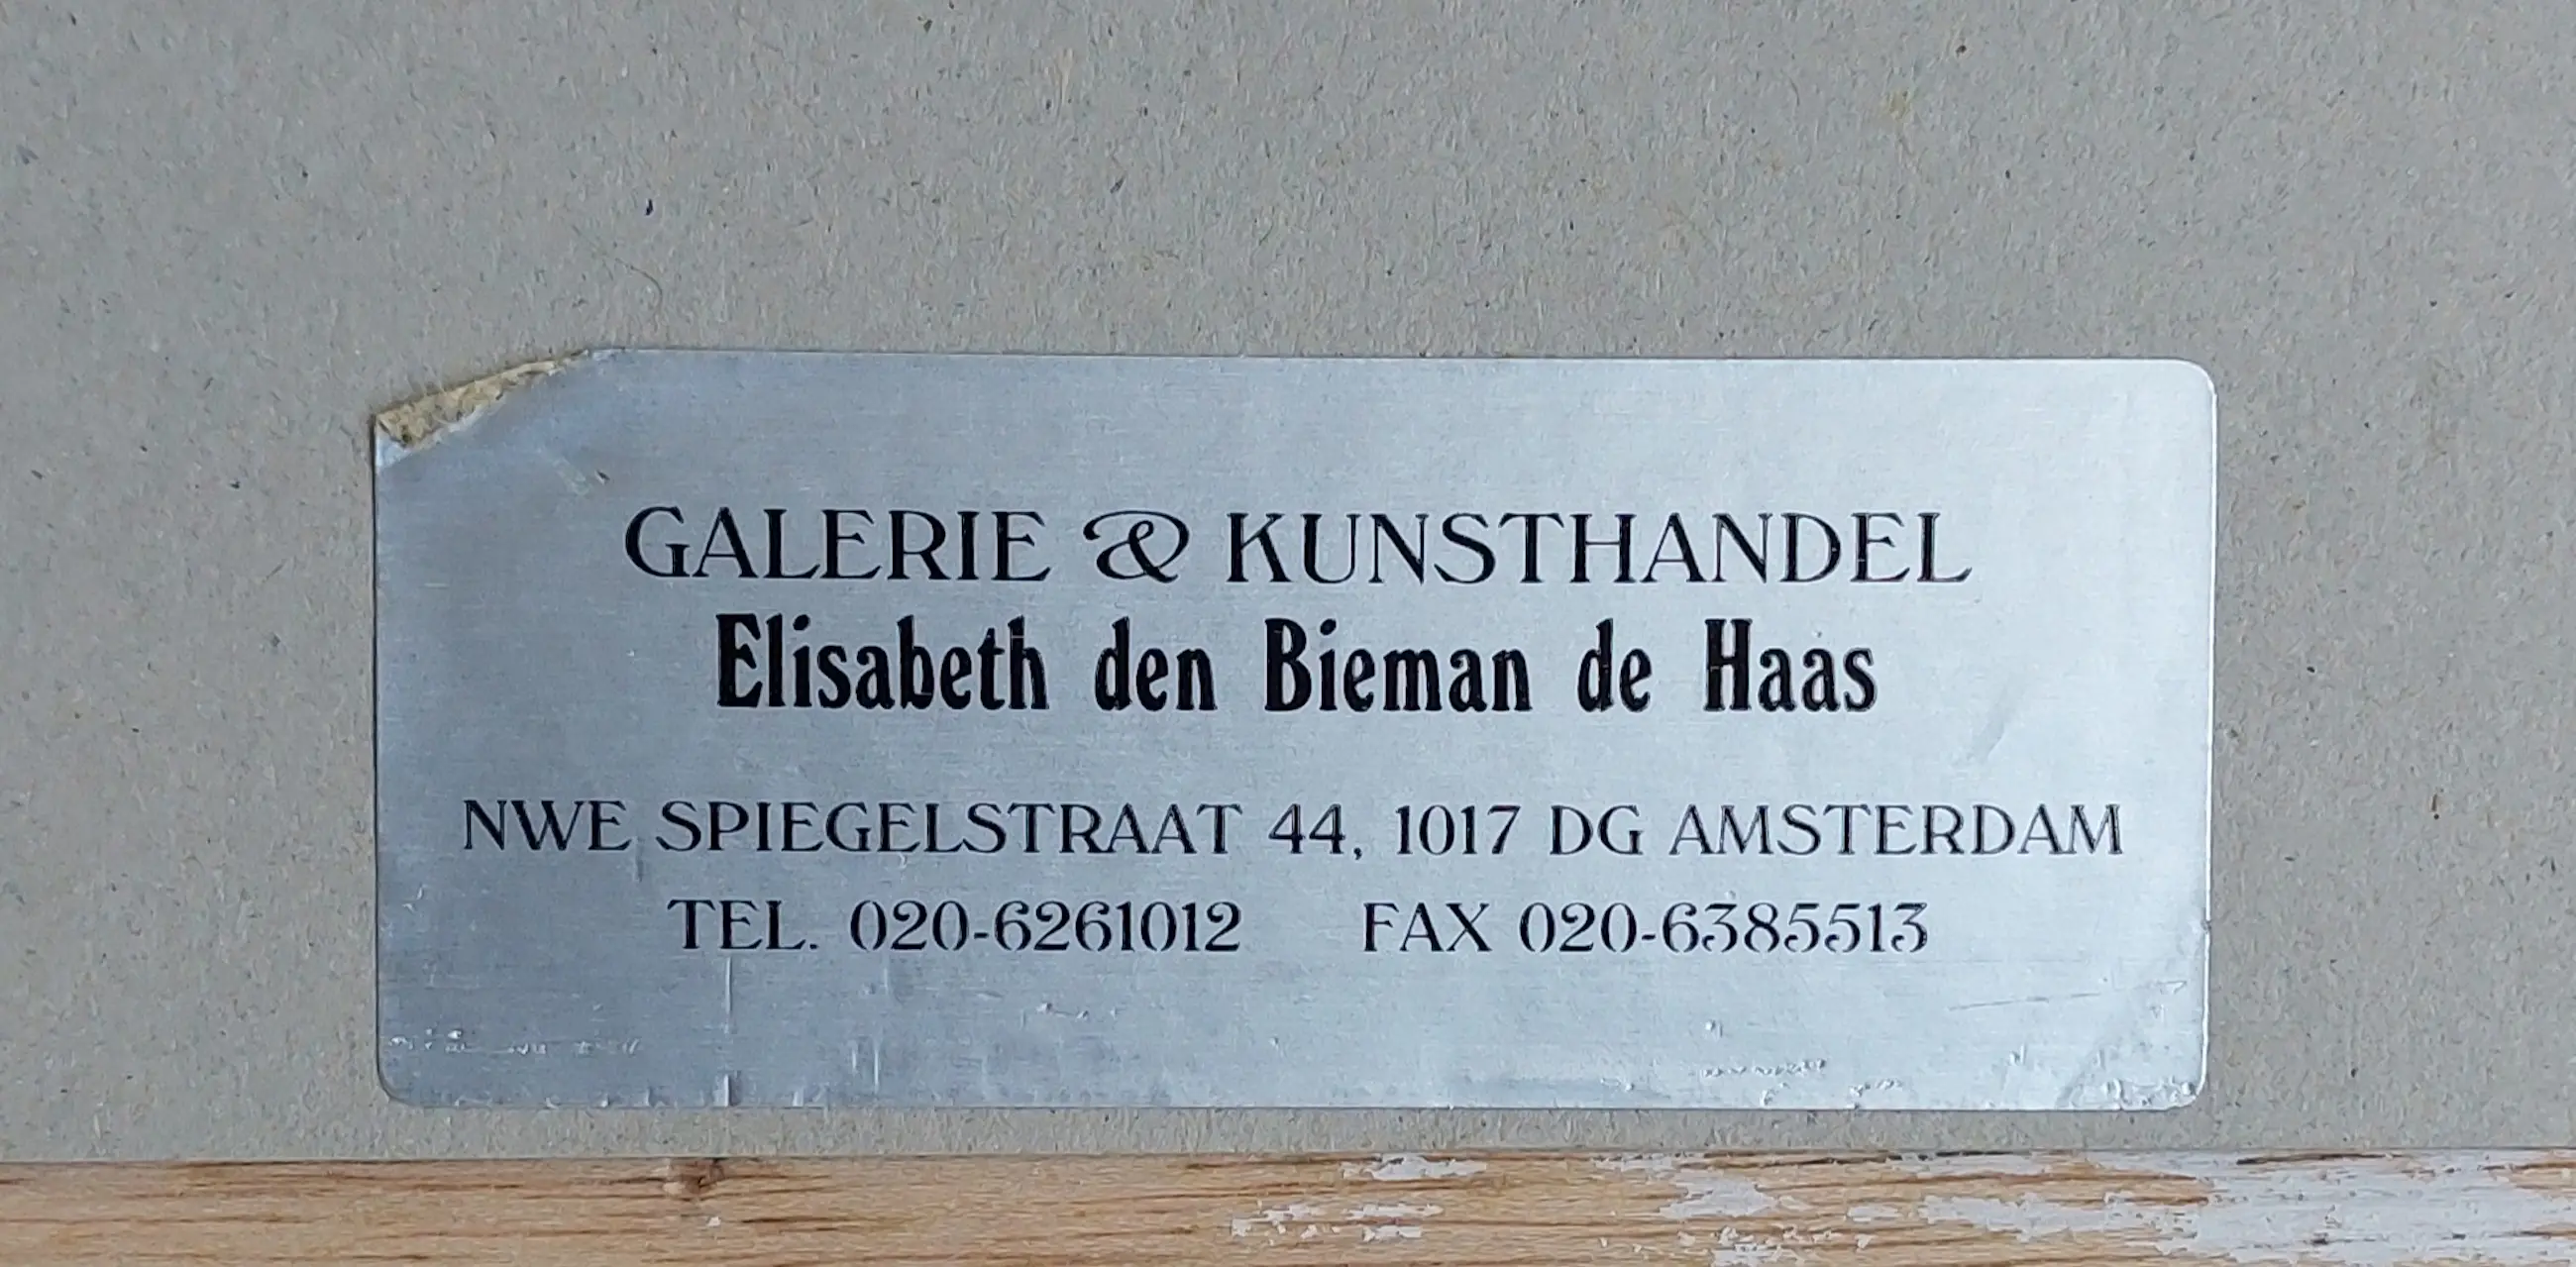 GALERIE & KUNSTHANDEL
Elisabeth den Bieman de Haas
NWE SPIEGELSTRAAT 44, 1017 DG AMSTERDAM
TEL. 020-6261012 FAX 020-6385513